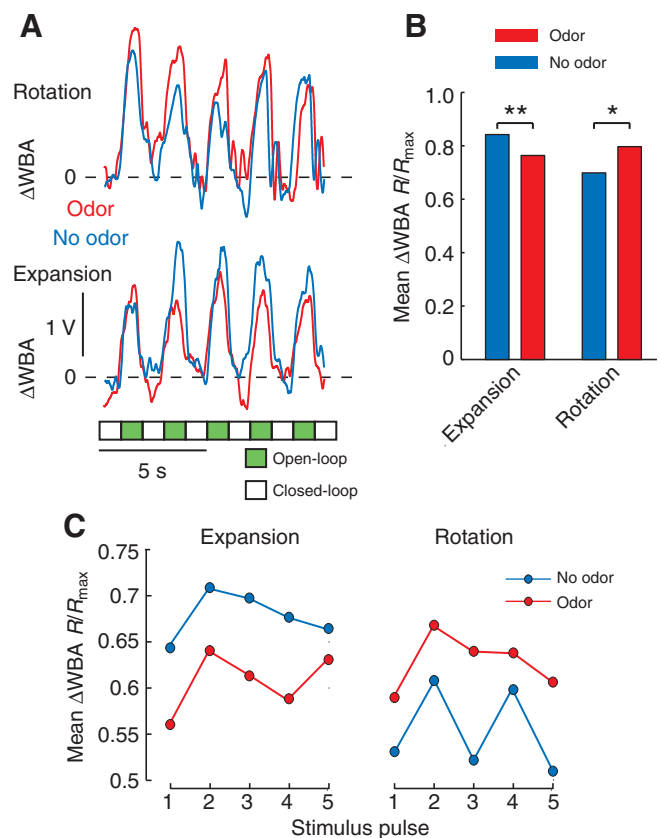 A
Rotation
ΔWBA
0
Odor
No odor
Expansion
1 V
ΔWBA
0
5 s
Open-loop
Closed-loop
B
Odor
No odor
Mean ΔWBA R/Rmax
1.0
0.8
0.6
0.4
0.2
0
**
*
Expansion
Rotation
C
Expansion
Rotation
Mean ΔWBA R/Rmax
0.75
0.7
0.65
0.6
0.55
0.5
No odor
Odor
1 2 3 4 5
1 2 3 4 5
Stimulus pulse